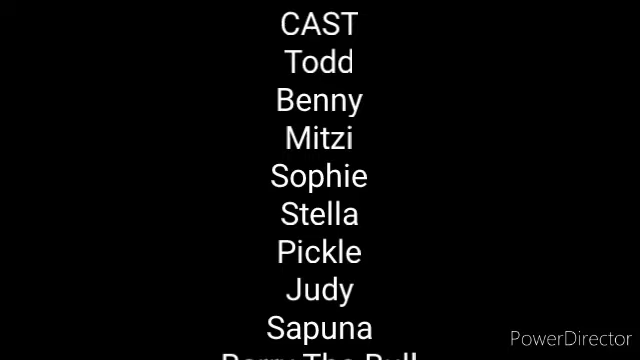 CAST
Todd
Benny
Mitzi
Sophie
Stella
Pickle
Judy
Sapuna
PowerDirector